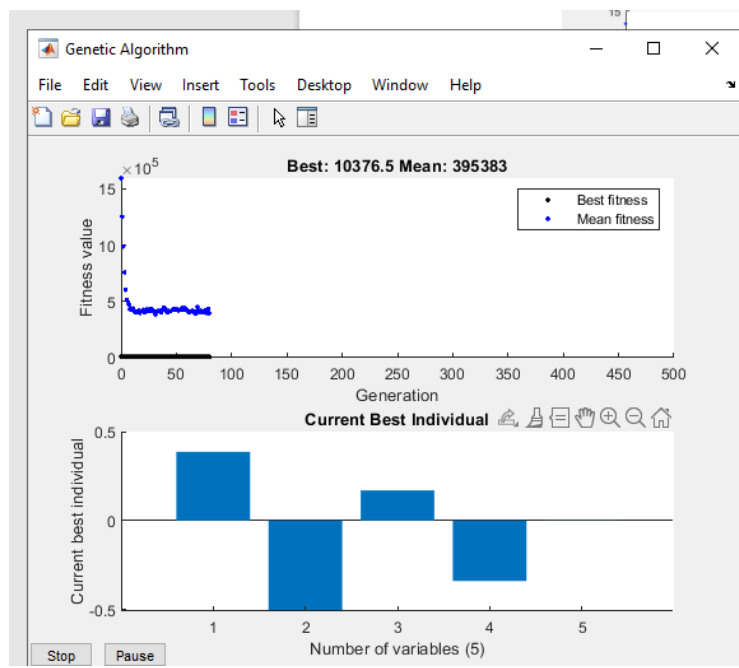 15
Genetic Algorithm
File Edit View Insert Tools Desktop Window Help
×10⁵
Best: 10376.5 Mean: 395383
15
10
5
0
Fitness value
Best fitness
Mean fitness
0 50 100 150 200 250 300 350 400 450 500
Generation
Current Best Individual
0.5
0
-0.5
Current best individual
1 2 3 4 5
Number of variables (5)
Stop Pause